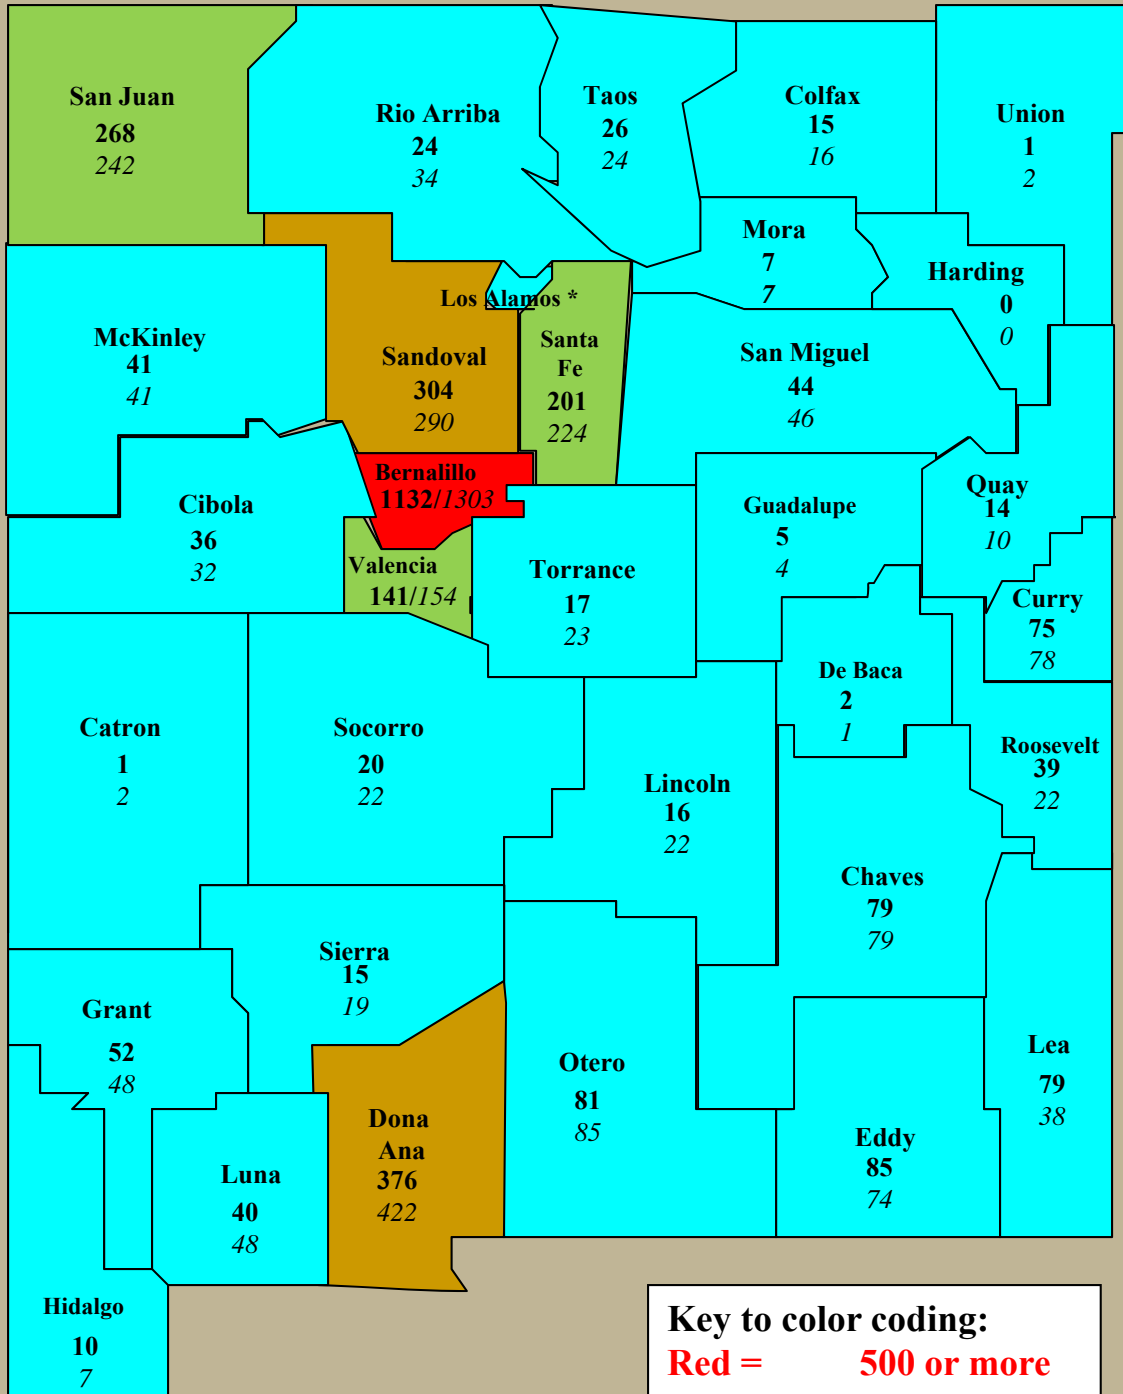 San Juan
268
242
Rio Arriba
24
34
Taos
26
24
Colfax
15
16
Union
1
2
Mora
7
7
Harding
0
0
Los Alamos *
McKinley
41
41
Sandoval
304
290
Santa
Fe
201
224
San Miguel
44
46
Bernalillo
1132/1303
Cibola
36
32
Valencia
141/154
Torrance
17
23
Guadalupe
5
4
Quay
14
10
Curry
75
78
De Baca
2
1
Roosevelt
39
22
Catron
1
2
Socorro
20
22
Lincoln
16
22
Chaves
79
79
Sierra
15
19
Grant
52
48
Otero
81
85
Lea
79
38
Dona
Ana
376
422
Eddy
85
74
Luna
40
48
Hidalgo
10
7
Key to color coding:
Red = 500 or more